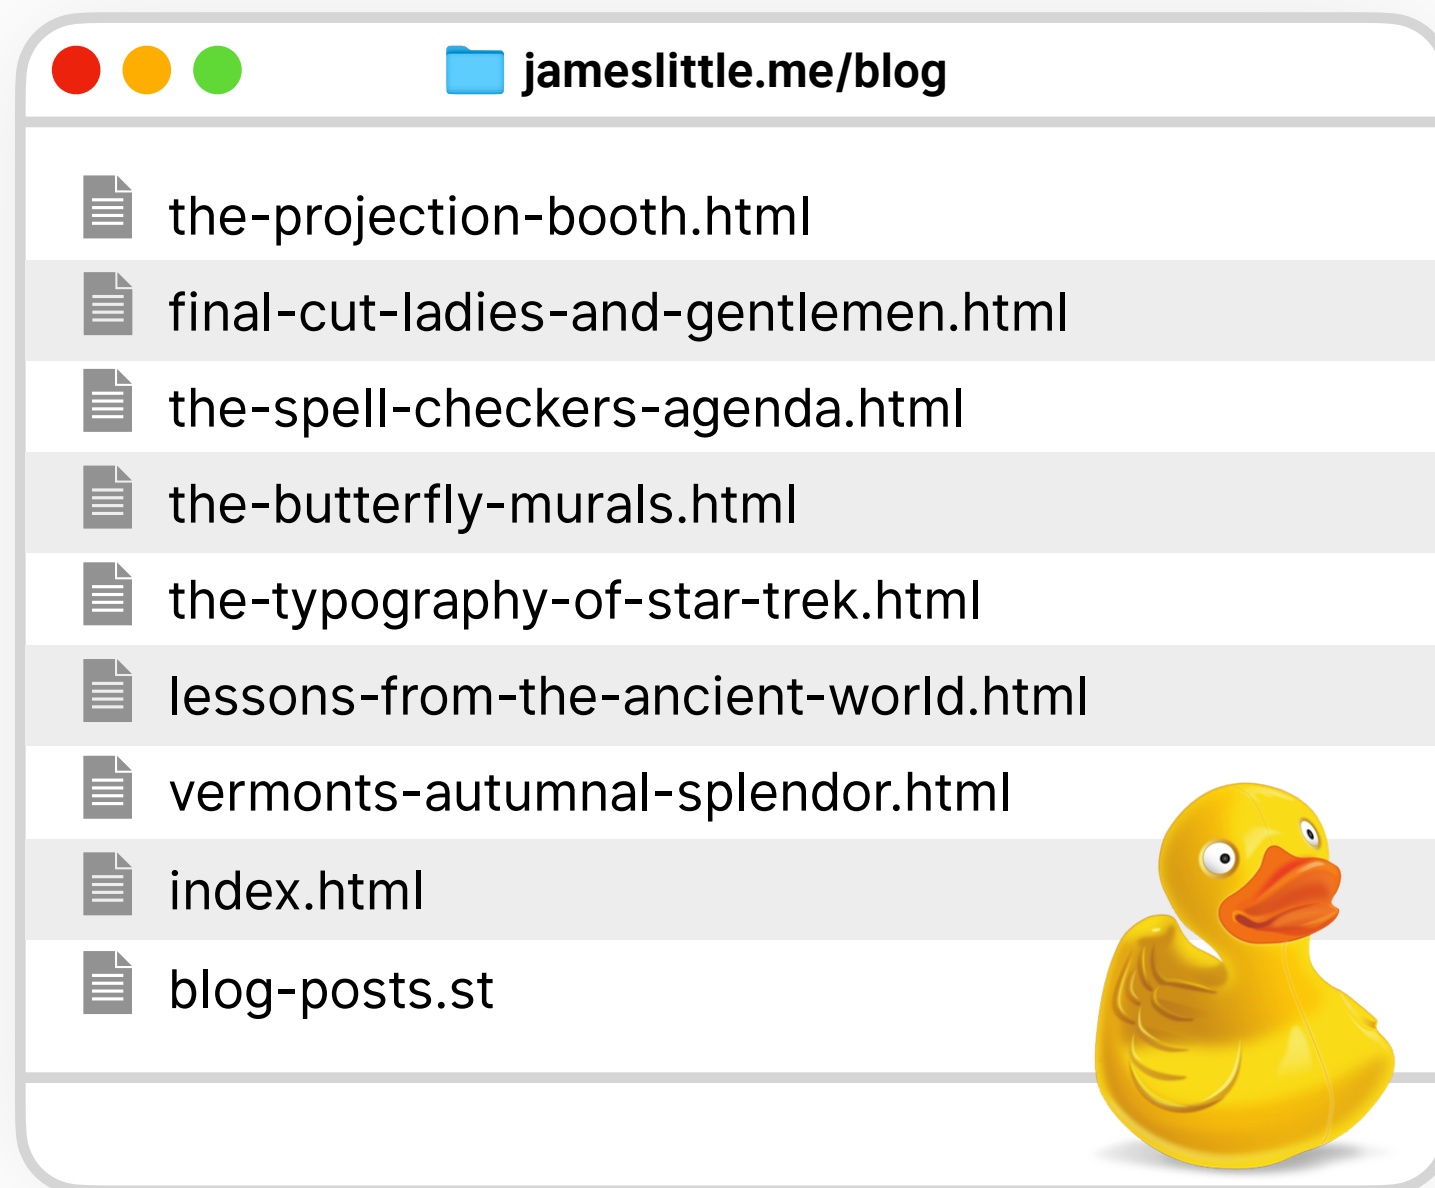 jameslittle.me/blog
the-projection-booth.html
final-cut-ladies-and-gentlemen.html
the-spell-checkers-agenda.html
the-butterfly-murals.html
the-typography-of-star-trek.html
lessons-from-the-ancient-world.html
vermonts-autumnal-splendor.html
index.html
blog-posts.st